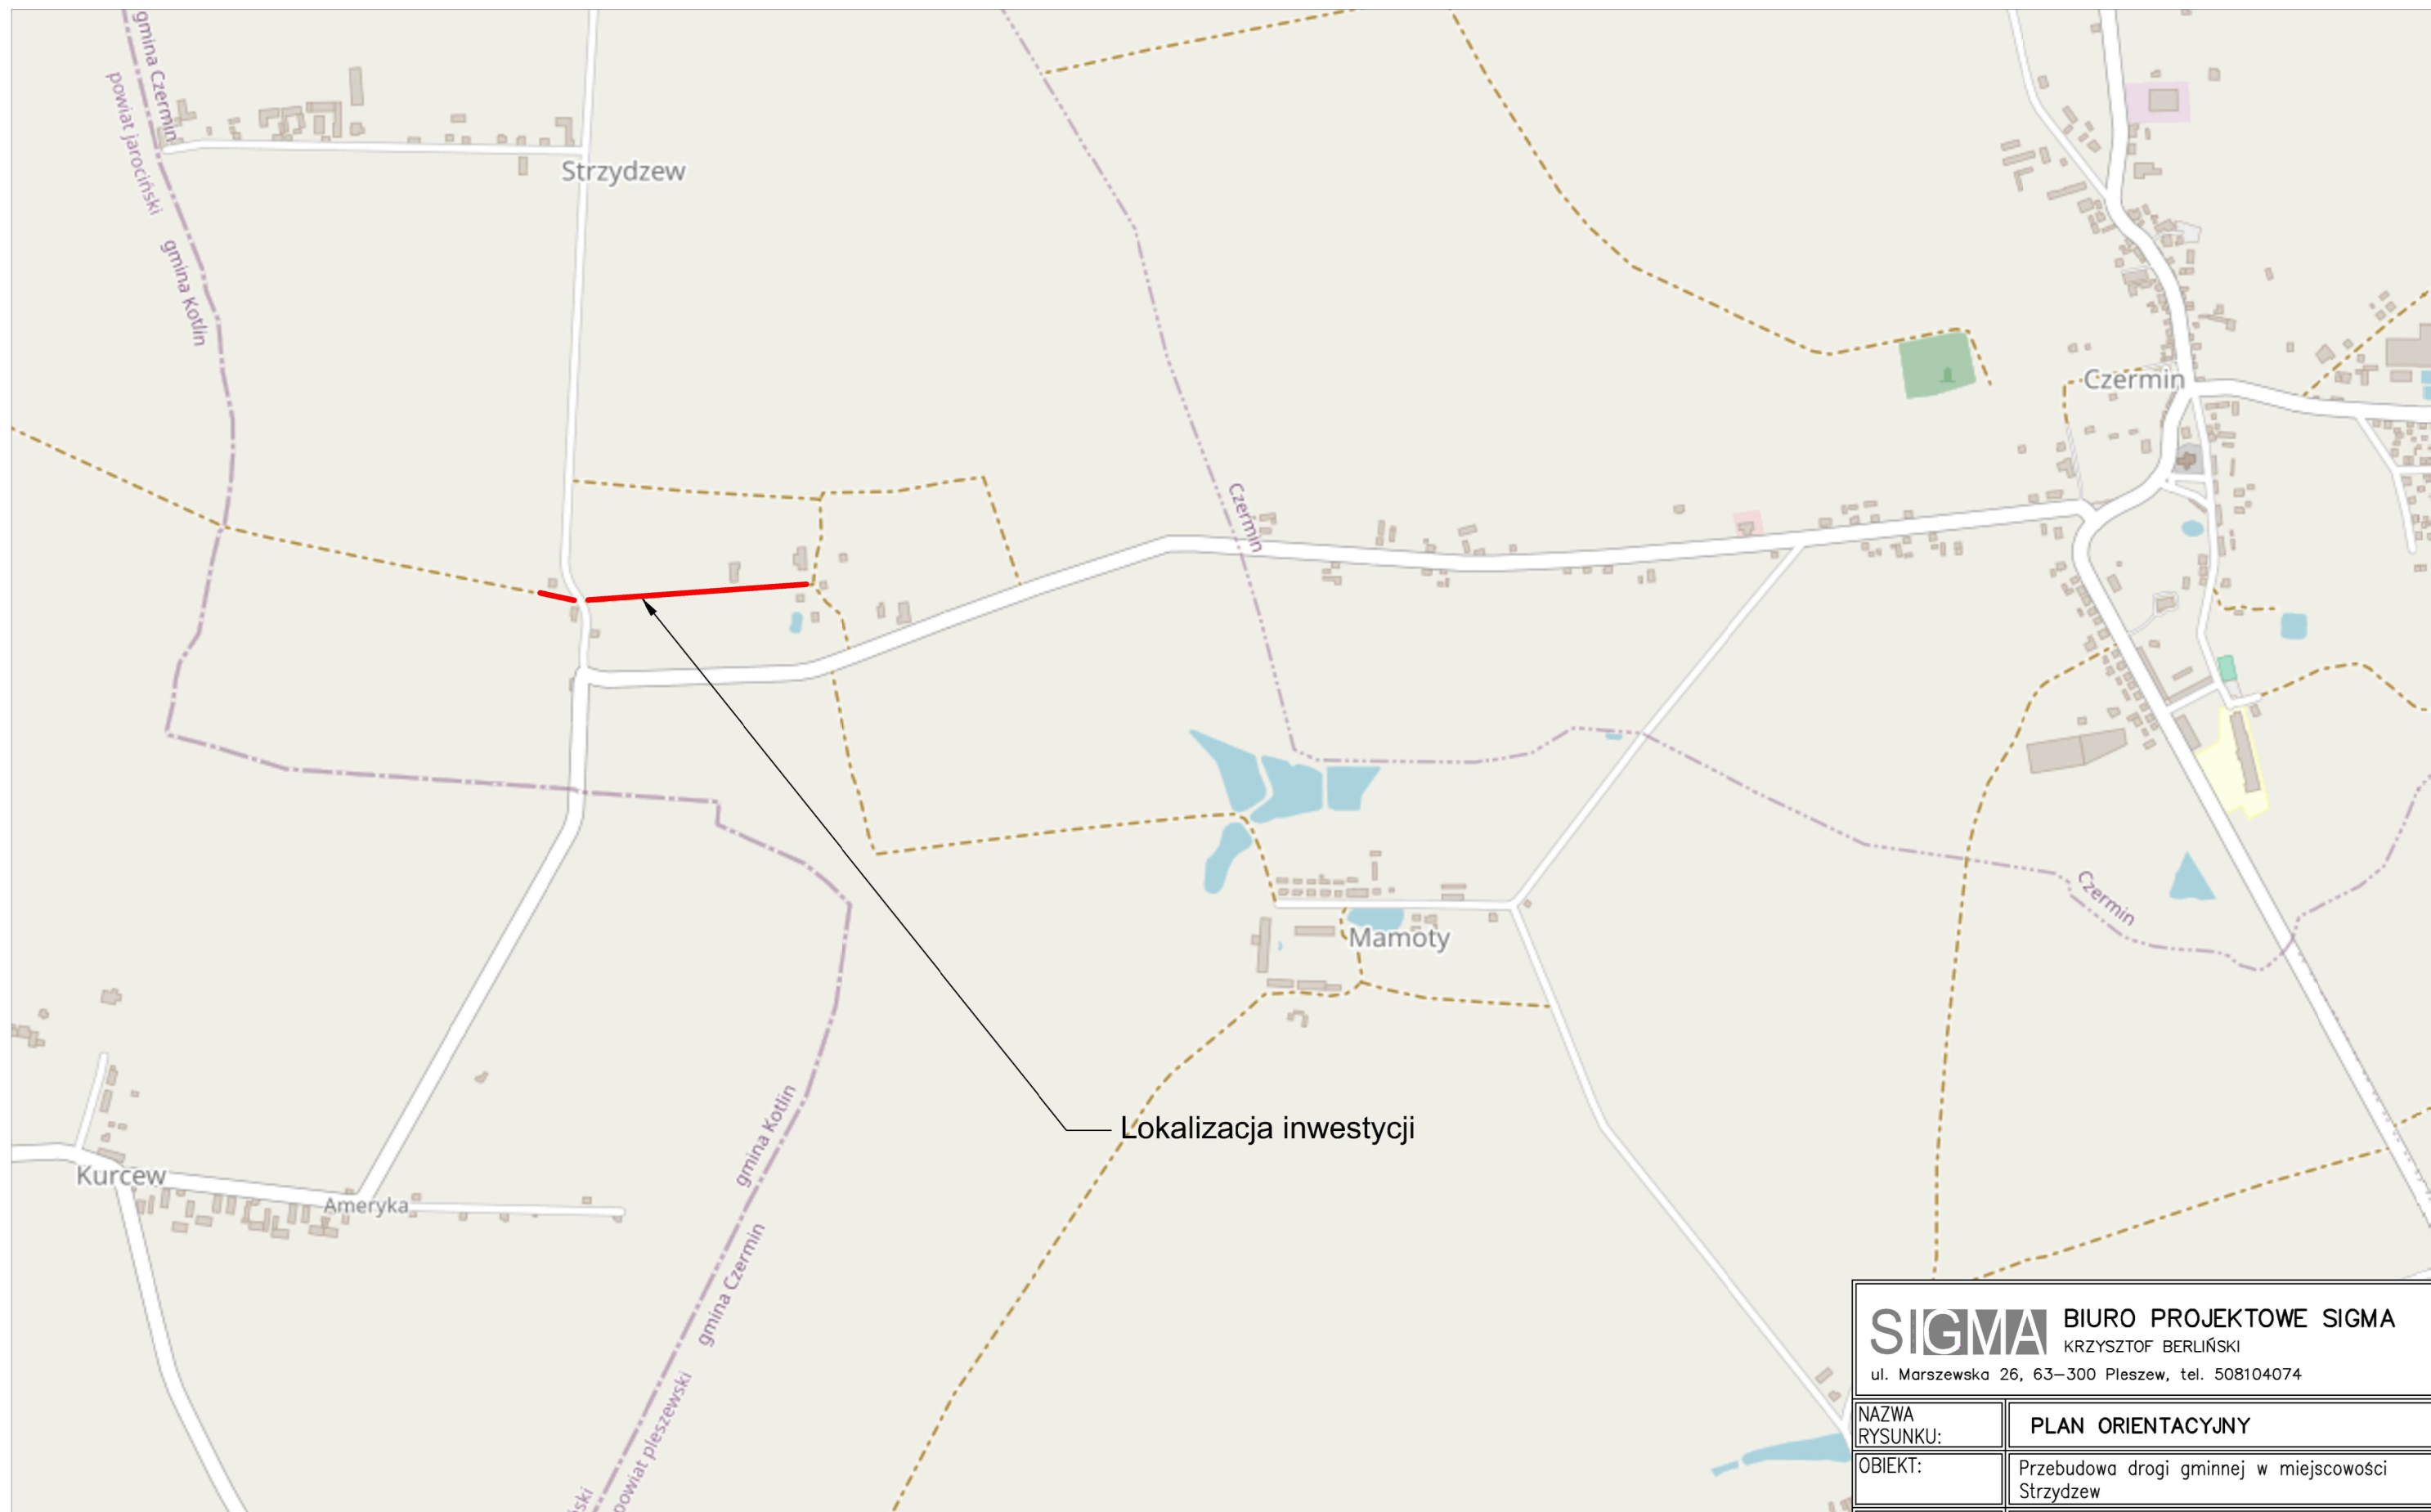 gmina Czermin
powiat jarociński
gmina Kotlin
Strzydzew
Czermin
Czermin
Mamoty
Czermin
Lokalizacja inwestycji
gmina Kotlin
Kurcew
Ameryka
gmina Czermin
powiat pleszewski
SIGMA
BIURO PROJEKTOWE SIGMA
KRZYSZTOF BERLIŃSKI
ul. Marszewska 26, 63-300 Pleszew, tel. 508104074
NAZWA
RYSUNKU:
PLAN ORIENTACYJNY
OBIEKT:
Przebudowa drogi gminnej w miejscowości
Strzydzew